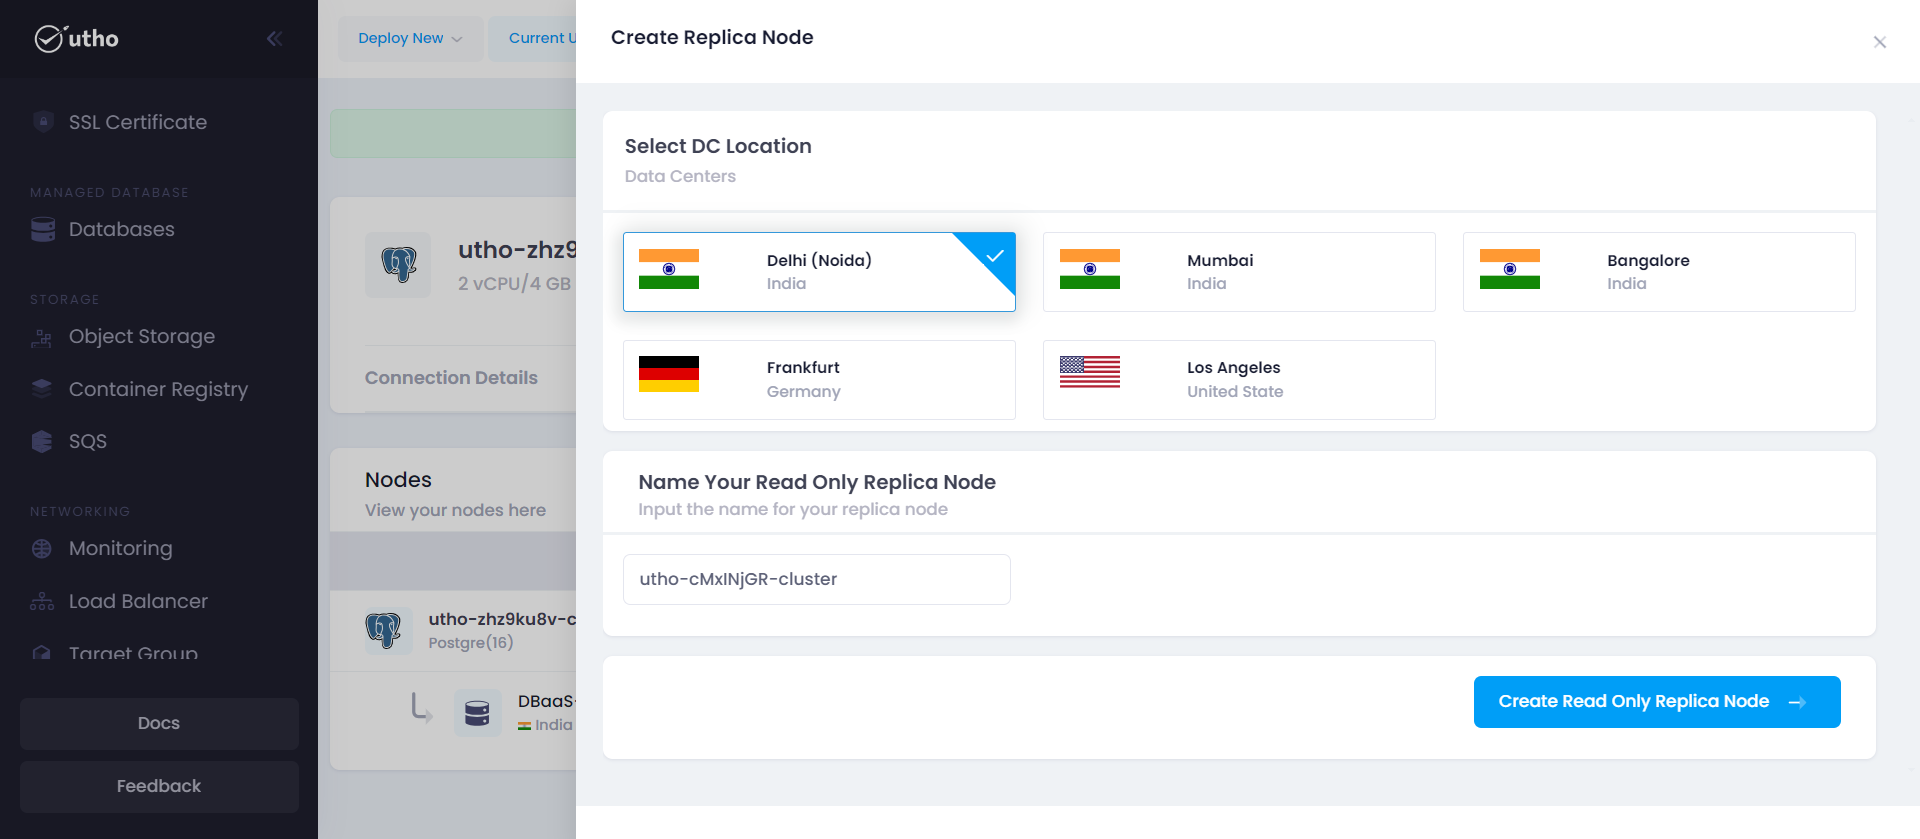 utho
SSL Certificate
MANAGED DATABASE
Databases
STORAGE
Object Storage
Container Registry
SQS
NETWORKING
Monitoring
Load Balancer
Target Group
Docs
Feedback
Deploy New
Current U
utho-zhz9
2 vCPU/4 GB
Connection Details
Nodes
View your nodes here
utho-zhz9ku8v-c
Postgre(16)
DBaaS-
India
Create Replica Node
Select DC Location
Data Centers
Delhi (Noida)
India
Mumbai
India
Bangalore
India
Frankfurt
Germany
Los Angeles
United State
Name Your Read Only Replica Node
Input the name for your replica node
utho-cMxINjGR-cluster
Create Read Only Replica Node